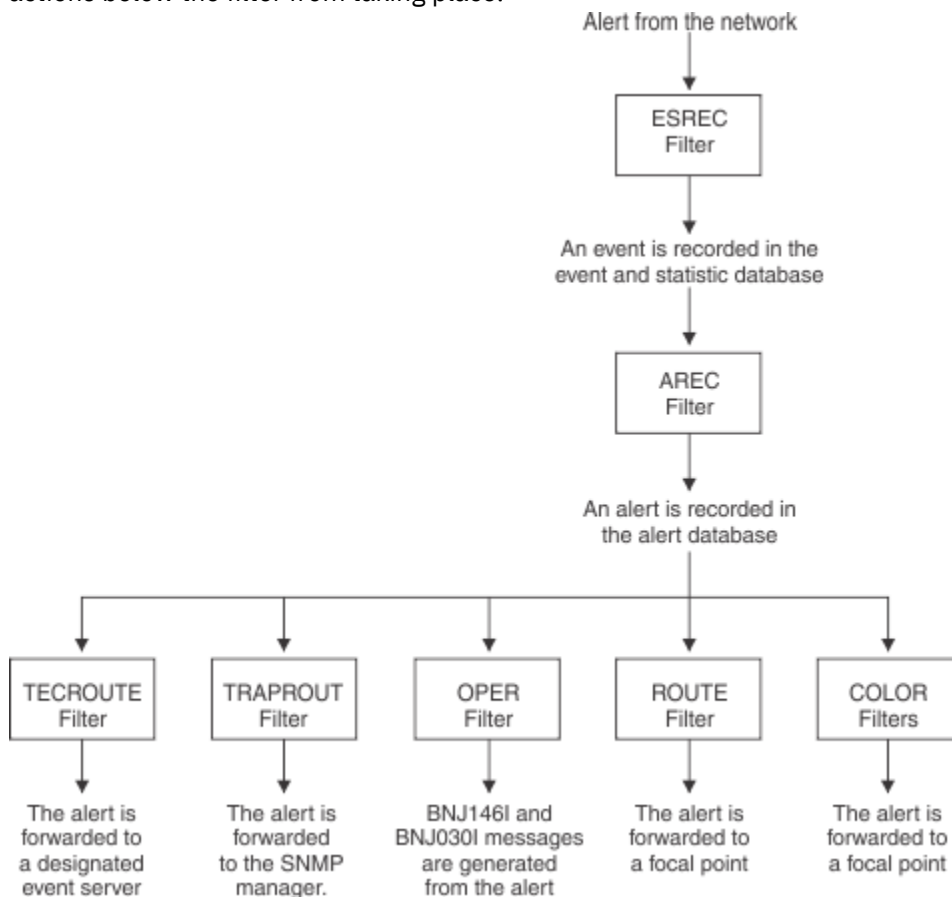 actions below the filter from taking place.
Alert from the network
ESREC
Filter
An event is recorded in the
event and statistic database
AREC
Filter
An alert is recorded in
the alert database
TECROUTE
Filter
TRAPROUT
Filter
OPER
Filter
ROUTE
Filter
COLOR
Filters
The alert is
forwarded to
a designated
event server
The alert is
forwarded
to the SNMP
manager.
BNJ146I and
BNJ030I messages
are generated
from the alert
The alert is
forwarded to
a focal point
The alert is
forwarded to
a focal point